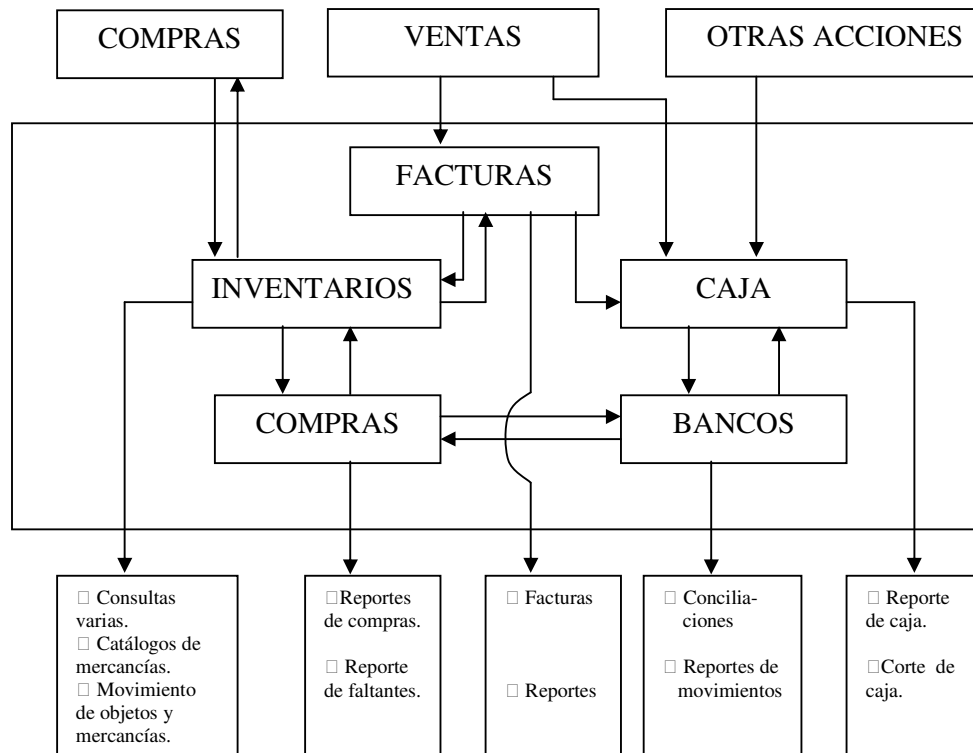 COMPRAS
VENTAS
OTRAS ACCIONES
FACTURAS
INVENTARIOS
CAJA
COMPRAS
BANCOS
□ Consultas
varias.
□ Catálogos de
mercancías.
□ Movimiento
de objetos y
mercancías.
□Reportes
de compras.
□ Reporte
de faltantes.
□ Facturas
□ Reportes
□ Concilia-
ciones
□ Reportes de
movimientos
□ Reporte
de caja.
□Corte de
caja.